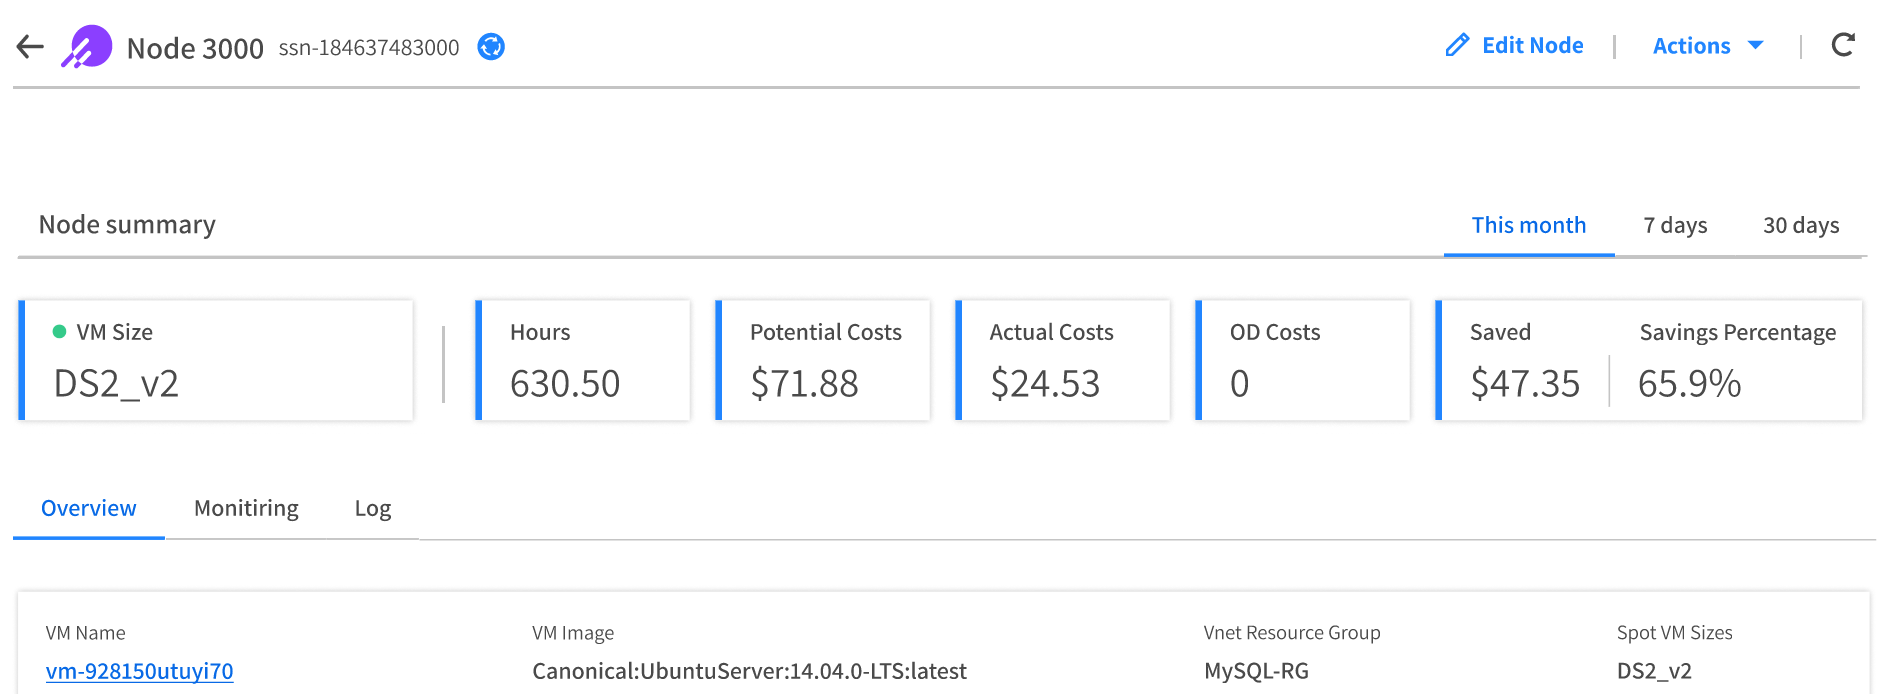 Node 3000 ssn-184637483000 Edit Node Actions
Node summary This month 7 days 30 days
VM Size Hours Potential Costs Actual Costs OD Costs Saved Savings Percentage
DS2_v2 630.50 $71.88 $24.53 0 $47.35 65.9%
Overview Monitiring Log
VM Name VM Image Vnet Resource Group Spot VM Sizes
vm-928150utuyi70 Canonical:UbuntuServer:14.04.0-LTS:latest MySQL-RG DS2_v2